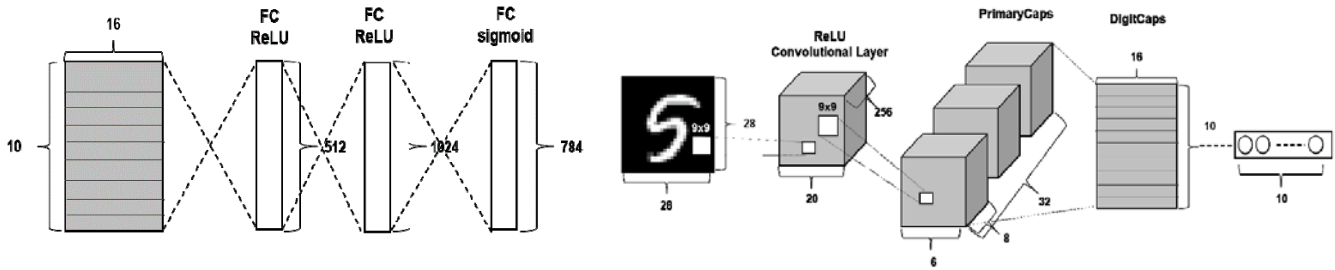 16
FC
ReLU
FC
ReLU
FC
sigmoid
10
512
1024
784
PrimaryCaps
DigitCaps
ReLU
Convolutional Layer
16
9x9
9x9
256
28
10
28
20
32
8
6
10